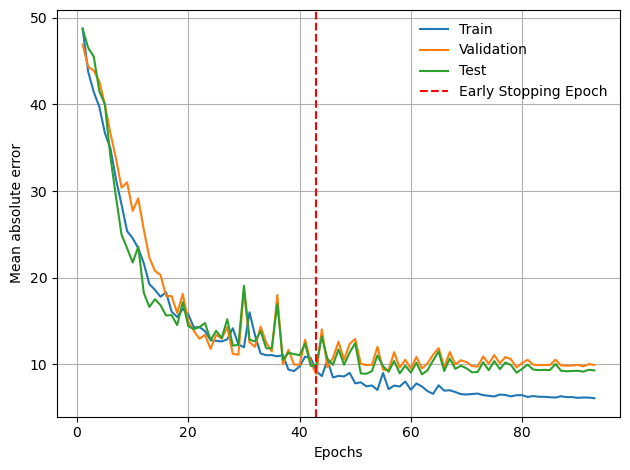 50
40
30
20
10
0
20
40
60
80
Mean absolute error
Epochs
Train
Validation
Test
Early Stopping Epoch